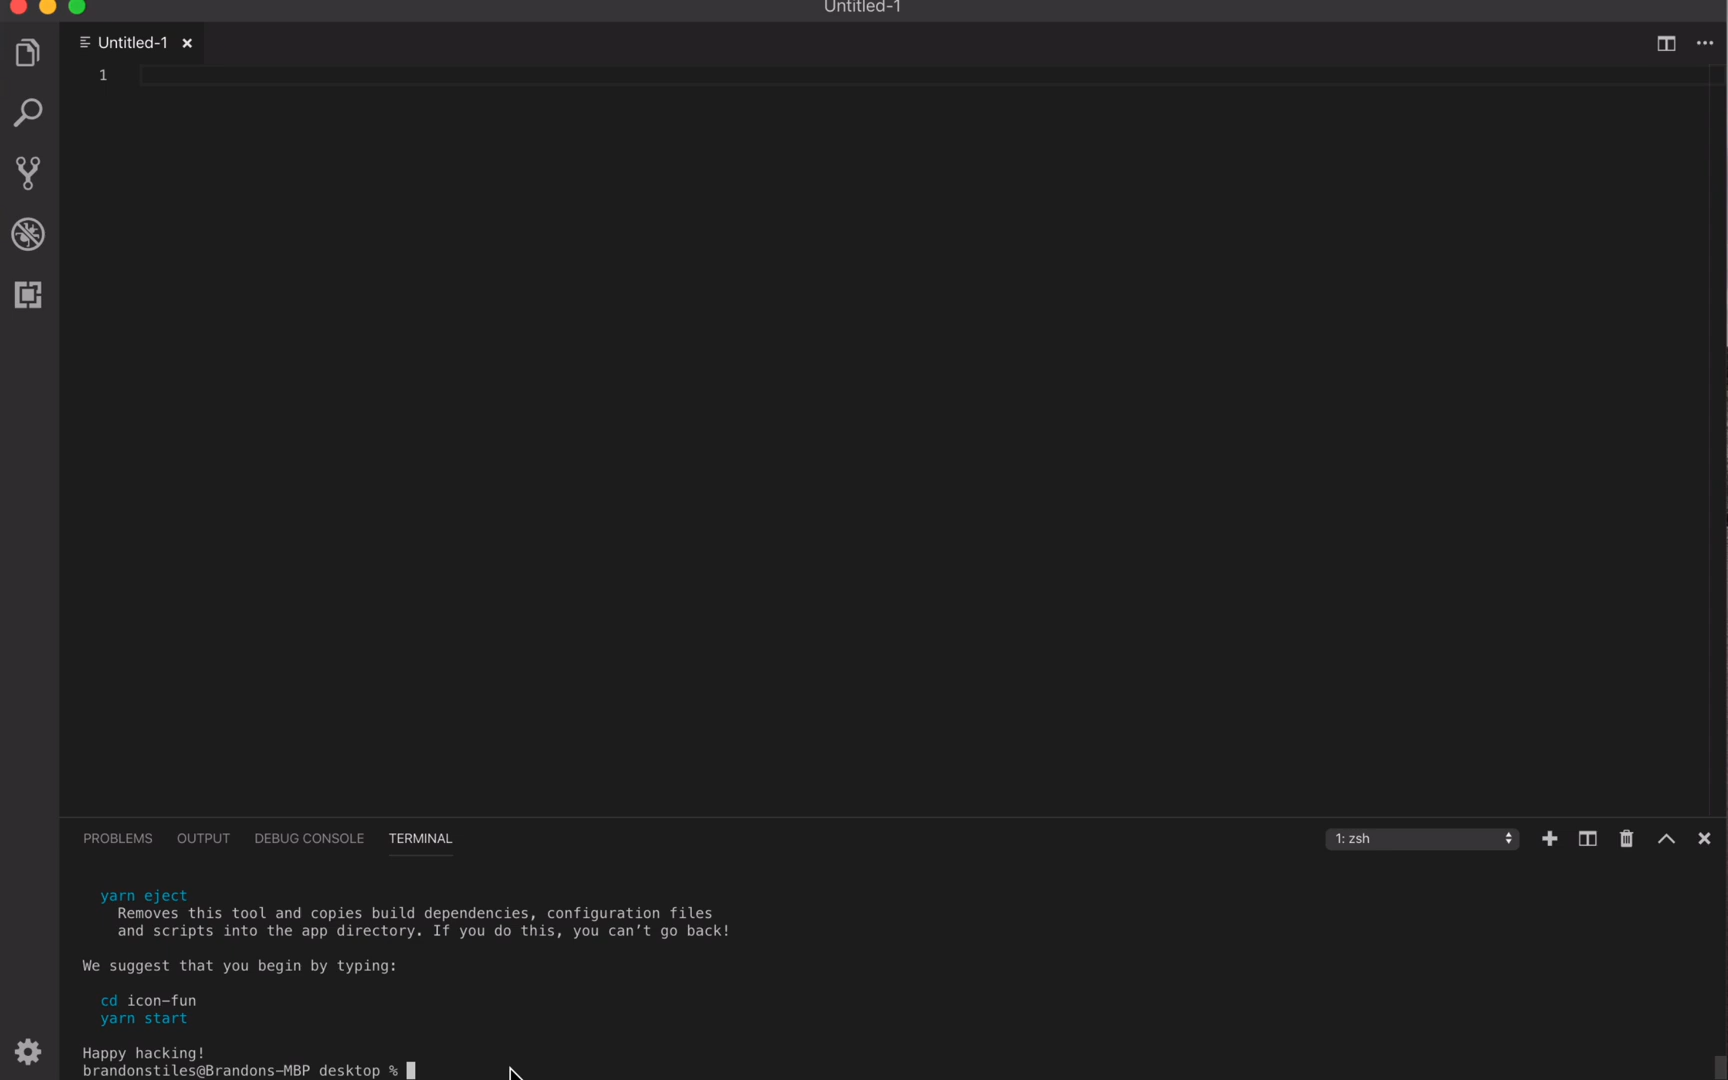 Untitled-1
Untitled-1
1
PROBLEMS OUTPUT DEBUG CONSOLE TERMINAL 1: zsh
yarn eject
Removes this tool and copies build dependencies, configuration files
and scripts into the app directory. If you do this, you can’t go back!
We suggest that you begin by typing:
cd icon-fun
yarn start
Happy hacking!
brandonstiles@Brandons-MBP desktop %